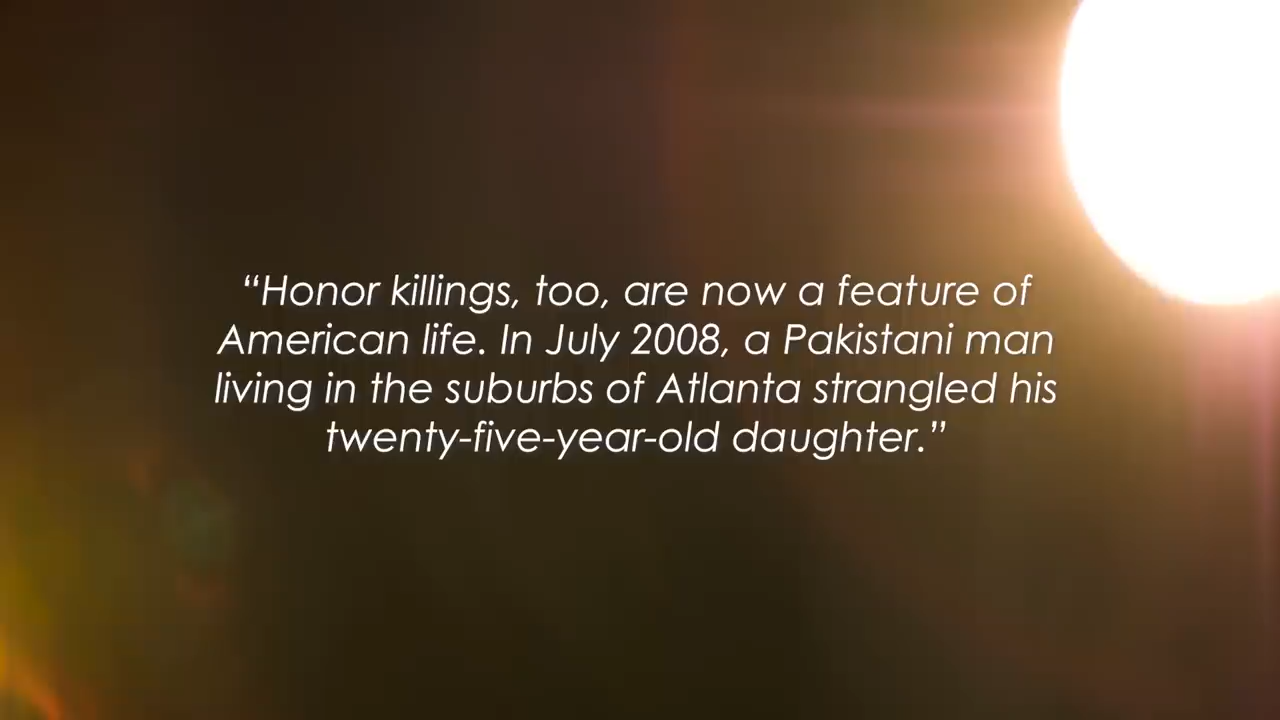 “Honor killings, too, are now a feature of
American life. In July 2008, a Pakistani man
living in the suburbs of Atlanta strangled his
twenty-five-year-old daughter.”